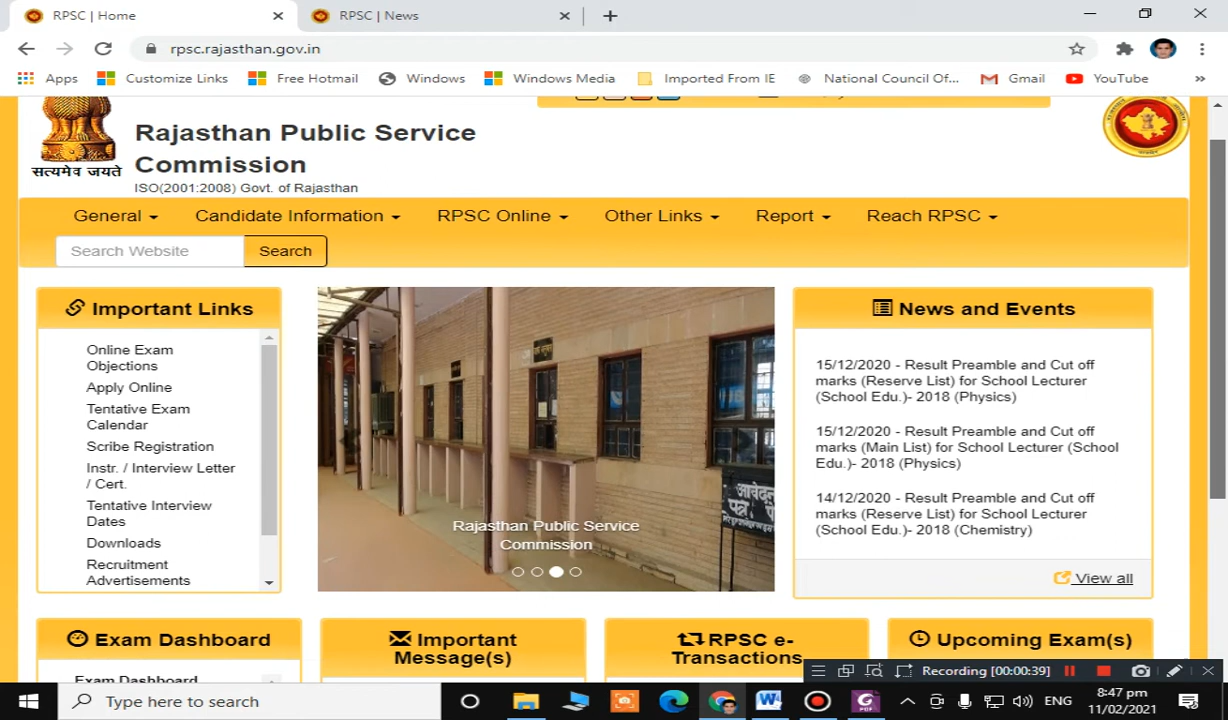 RPSC | Home
RPSC | News
rpsc.rajasthan.gov.in
Apps Customize Links Free Hotmail Windows Windows Media Imported From IE National Council Of... Gmail YouTube
Rajasthan Public Service
Commission
सत्यमेव जयते
ISO(2001:2008) Govt. of Rajasthan
General Candidate Information RPSC Online Other Links Report Reach RPSC
Search Website Search
Important Links
Online Exam
Objections
Apply Online
Tentative Exam
Calendar
Scribe Registration
Instr. / Interview Letter
/ Cert.
Tentative Interview
Dates
Downloads
Recruitment
Advertisements
Rajasthan Public Service
Commission
News and Events
15/12/2020 - Result Preamble and Cut off
marks (Reserve List) for School Lecturer
(School Edu.)- 2018 (Physics)
15/12/2020 - Result Preamble and Cut off
marks (Main List) for School Lecturer (School
Edu.)- 2018 (Physics)
14/12/2020 - Result Preamble and Cut off
marks (Reserve List) for School Lecturer
(School Edu.)- 2018 (Chemistry)
View all
Exam Dashboard
Exam Dashboard
Important
Message(s)
RPSC e-
Transactions
Upcoming Exam(s)
Recording [00:00:39]
Type here to search
ENG
8:47 pm
11/02/2021